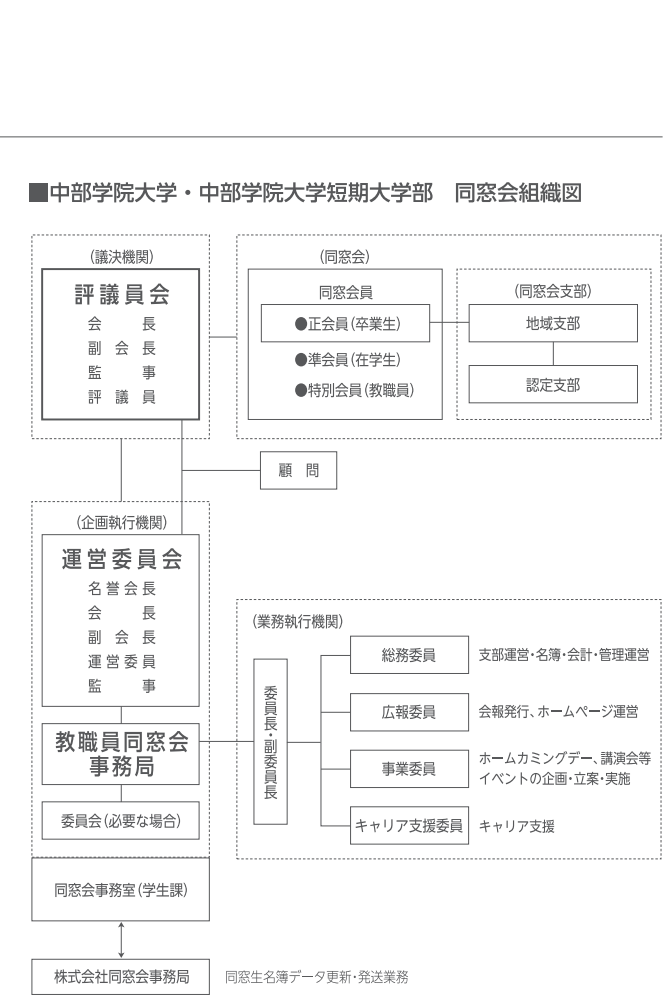 ■中部学院大学・中部学院大学短期大学部　同窓会組織図
(議決機関)
評議員会
会　　長
副 会 長
監　　事
評 議 員
(同窓会)
同窓会員
●正会員(卒業生)
●準会員(在学生)
●特別会員(教職員)
(同窓会支部)
地域支部
認定支部
顧　問
(企画執行機関)
運営委員会
名誉会長
会　　長
副 会 長
運営委員
監　　事
教職員同窓会
事務局
委員会(必要な場合)
同窓会事務室(学生課)
株式会社同窓会事務局
同窓生名簿データ更新・発送業務
(業務執行機関)
委員長・副委員長
総務委員
支部運営・名簿・会計・管理運営
広報委員
会報発行、ホームページ運営
事業委員
ホームカミングデー、講演会等
イベントの企画・立案・実施
キャリア支援委員
キャリア支援